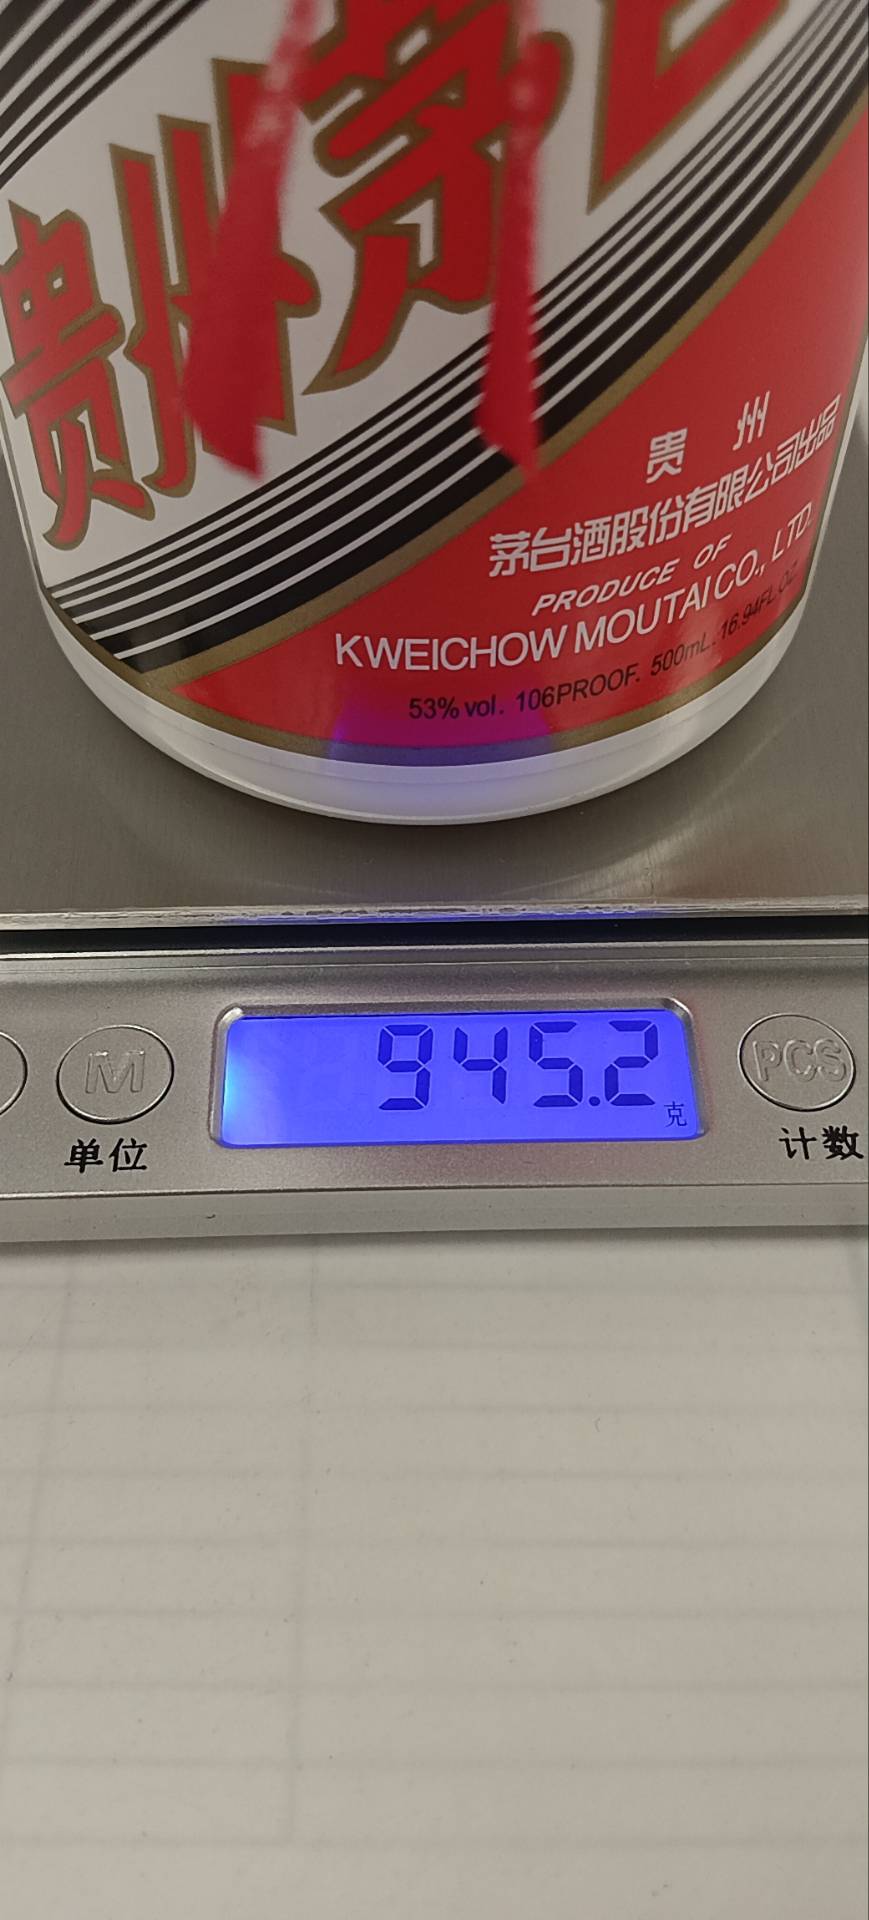 贵州茅
贵 州
茅台酒股份有限公司出品
PRODUCE OF
KWEICHOW MOUTAI CO., LTD.
53% vol. 106PROOF. 500mL. 16.94FL.OZ.
945.2
克
M
PCS
单位
计数